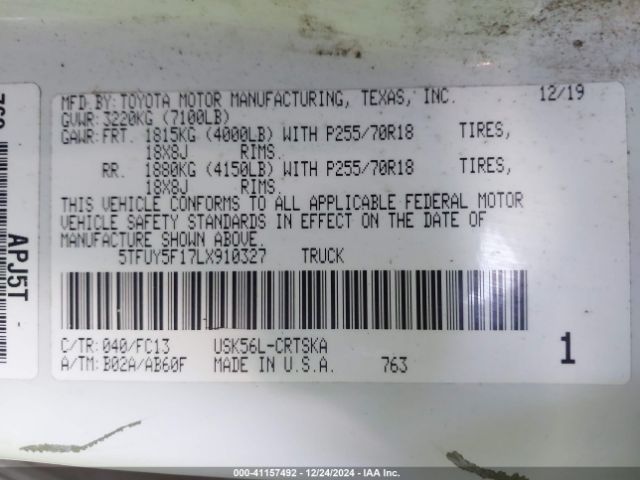 MFD BY: TOYOTA MOTOR MANUFACTURING, TEXAS, INC. 12/19
GVWR: 3220KG (7100LB)
GAWR: FRT. 1815KG (4000LB) WITH P255/70R18 TIRES,
18X8J RIMS.
RR. 1880KG (4150LB) WITH P255/70R18 TIRES,
18X8J RIMS.
THIS VEHICLE CONFORMS TO ALL APPLICABLE FEDERAL MOTOR
VEHICLE SAFETY STANDARDS IN EFFECT ON THE DATE OF
MANUFACTURE SHOWN ABOVE.
5TFUY5F17LX910327 TRUCK
C/TR: 040/FC13 USK56L-CRTSKA
A/TM: B02A/AB60F MADE IN U.S.A. 763
1
APJ5T -
000-41157492 - 12/24/2024 - IAA Inc.